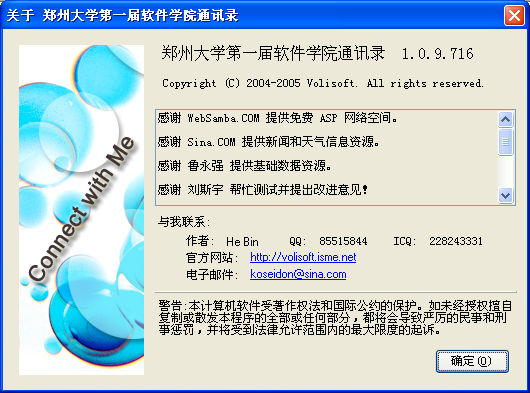 关于 郑州大学第一届软件学院通讯录
郑州大学第一届软件学院通讯录 1.0.9.716
Copyright (C) 2004-2005 Volisoft. All rights reserved.
感谢 WebSamba.COM 提供免费 ASP 网络空间。
感谢 Sina.COM 提供新闻和天气信息资源。
感谢 鲁永强 提供基础数据资源。
感谢 刘斯宇 帮忙测试并提出改进意见!
Connect with Me
与我联系:
作者: He Bin QQ: 85515844 ICQ: 228243331
官方网站: http://volisoft.isme.net
电子邮件: koseidon@sina.com
警告:本计算机软件受著作权法和国际公约的保护。如未经授权擅自
复制或散发本程序的全部或任何部分,都将会导致严厉的民事和刑
事惩罚,并将受到法律允许范围内的最大限度的起诉。
确定(O)